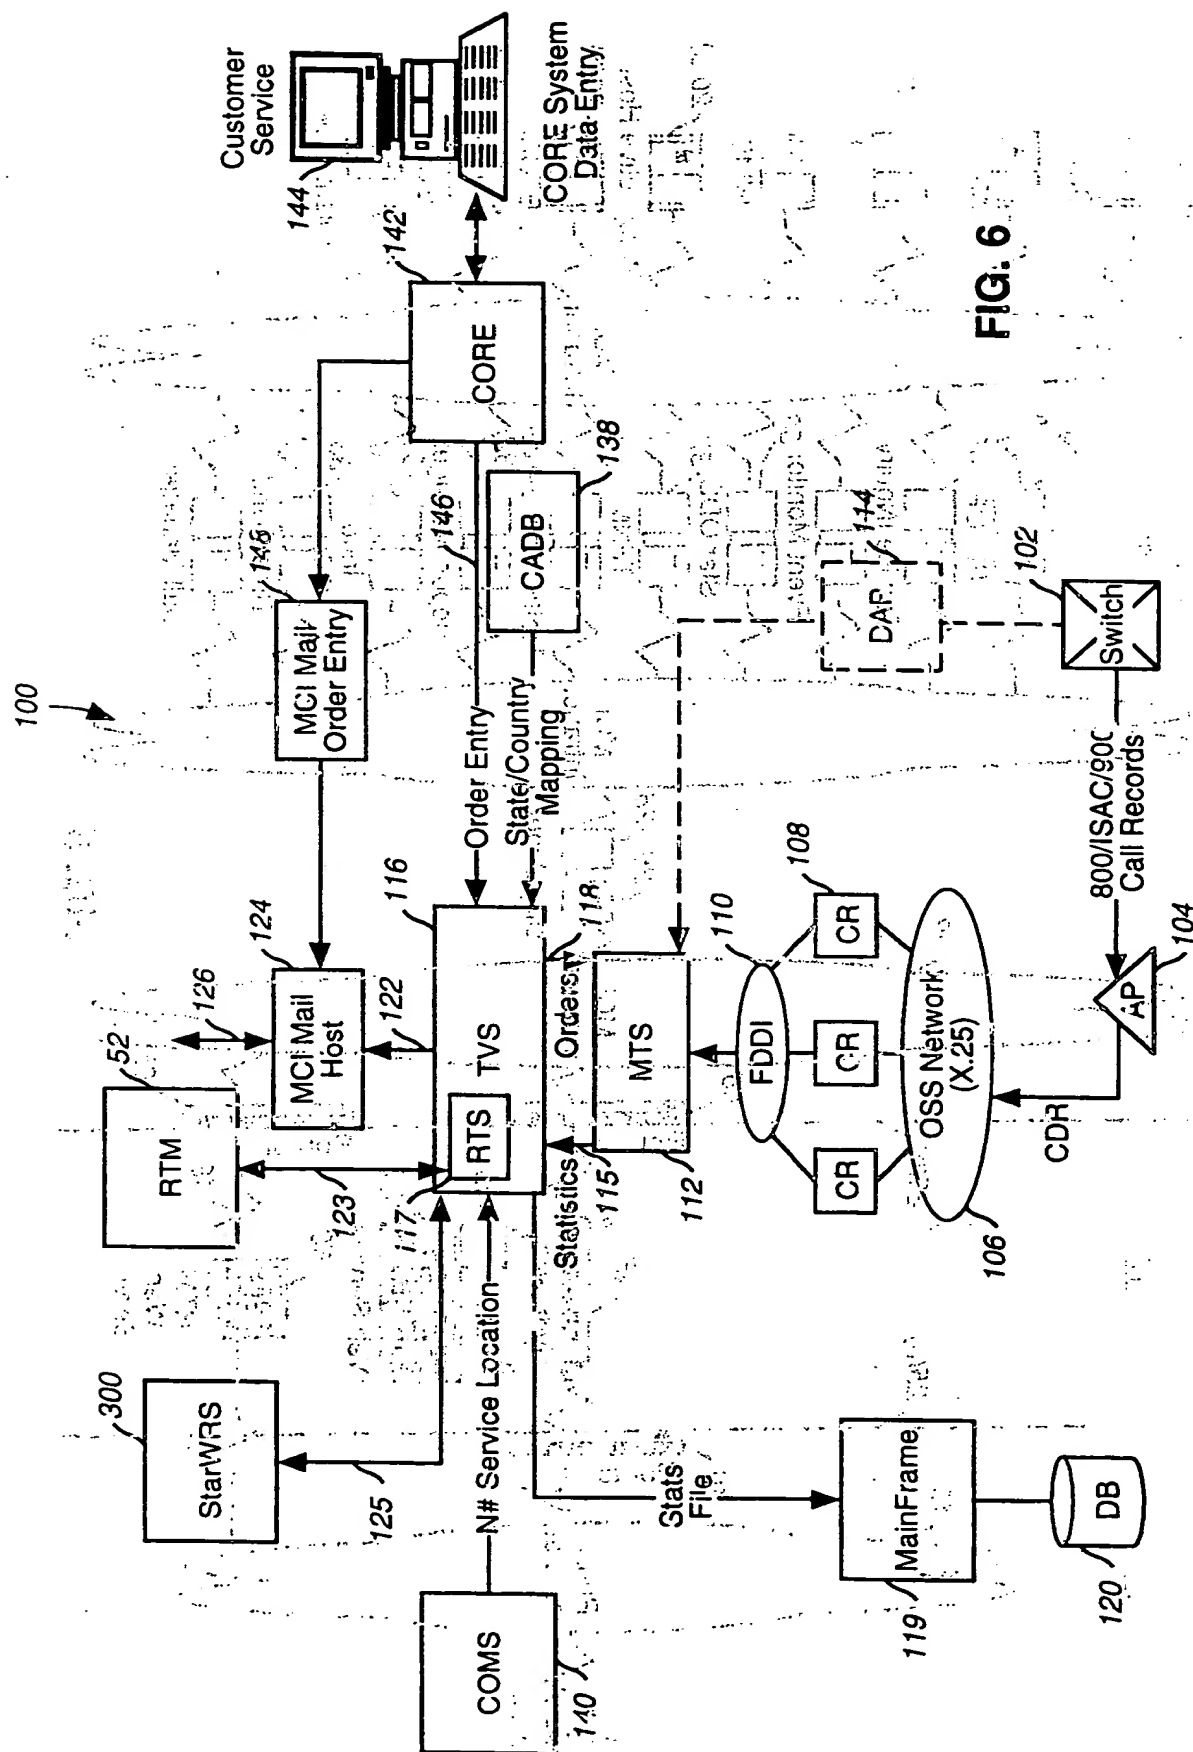 100
Customer
Service
144
CORE System
Data Entry
142
CORE
146
CADB
138
148
MCI Mail
Order Entry
Order Entry
State/Country
Mapping
124
MCI Mail
Host
126
122
52
RTM
123
116
TVS
RTS
117
118
Orders
Statistics
115
MTS
112
110
FDDI
108
CR
CR
CR
OSS Network
(X.25)
106
CDR
AP
104
800/ISAC/900
Call Records
Switch
102
DAP
114
300
StarWRS
125
N# Service Location
COMS
140
Stats
File
MainFrame
119
DB
120
FIG. 6